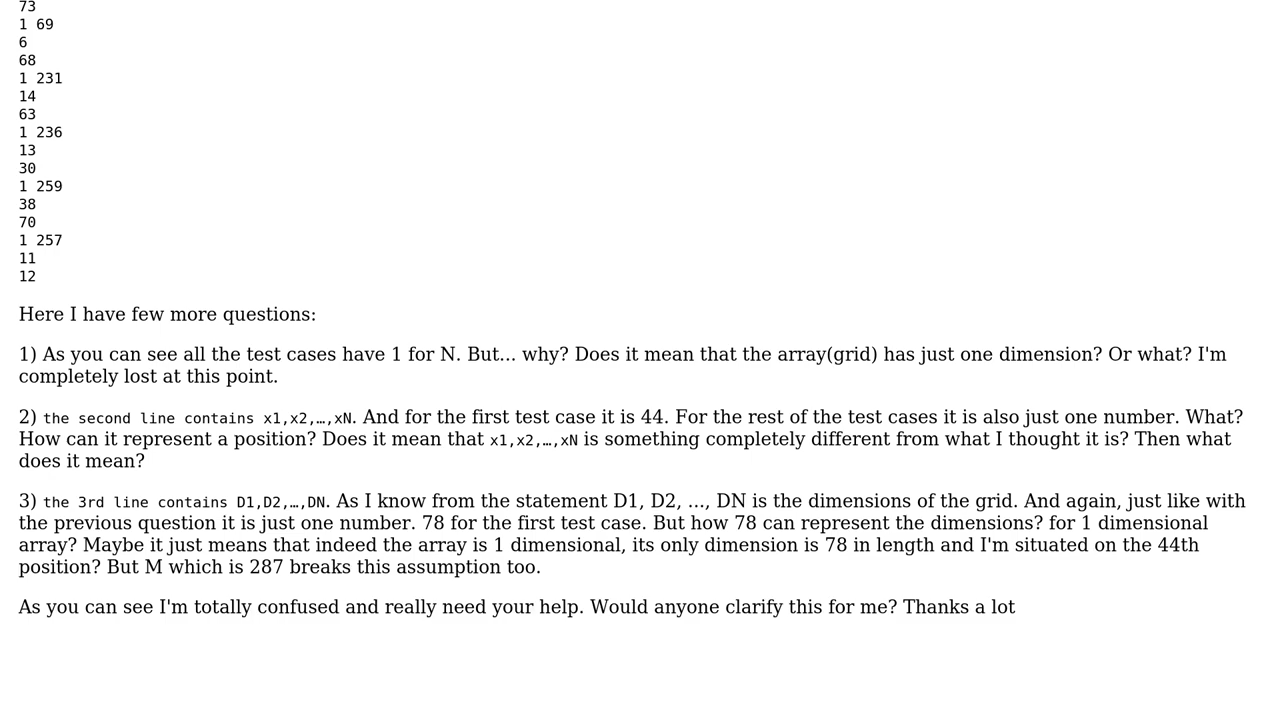 73
1 69
6
68
1 231
14
63
1 236
13
30
1 259
38
70
1 257
11
12
Here I have few more questions:
1) As you can see all the test cases have 1 for N. But... why? Does it mean that the array(grid) has just one dimension? Or what? I'm
completely lost at this point.
2) the second line contains x1,x2,…,xN. And for the first test case it is 44. For the rest of the test cases it is also just one number. What?
How can it represent a position? Does it mean that x1,x2,…,xN is something completely different from what I thought it is? Then what
does it mean?
3) the 3rd line contains D1,D2,…,DN. As I know from the statement D1, D2, ..., DN is the dimensions of the grid. And again, just like with
the previous question it is just one number. 78 for the first test case. But how 78 can represent the dimensions? for 1 dimensional
array? Maybe it just means that indeed the array is 1 dimensional, its only dimension is 78 in length and I'm situated on the 44th
position? But M which is 287 breaks this assumption too.
As you can see I'm totally confused and really need your help. Would anyone clarify this for me? Thanks a lot